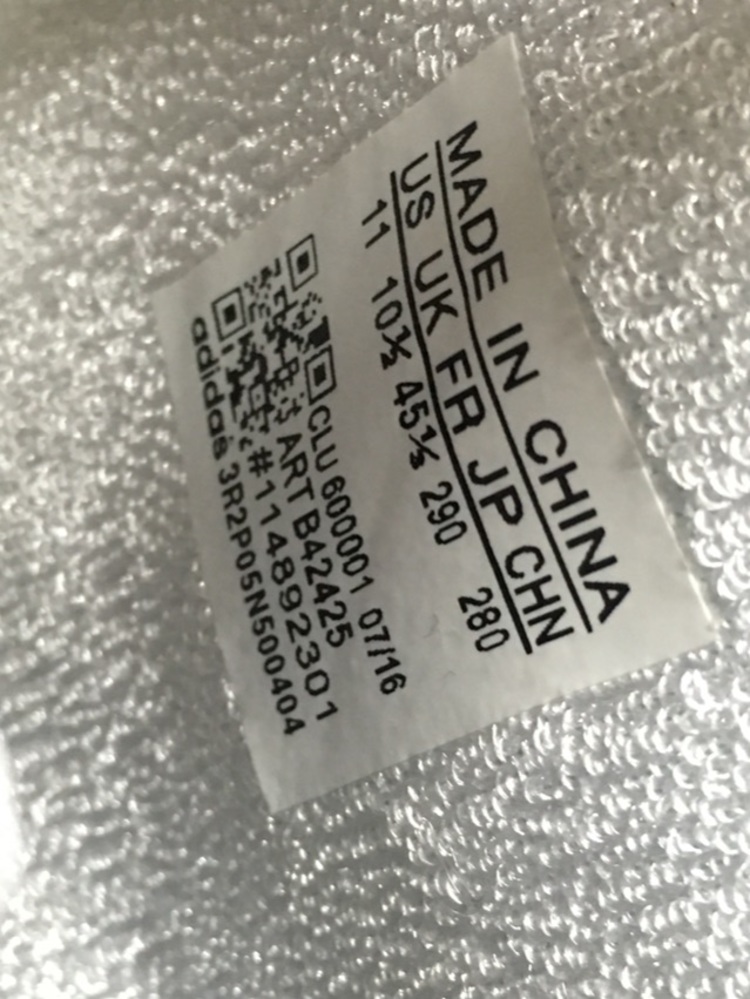 MADE IN CHINA
US UK FR JP CHN
11 10½ 45⅓ 290 280
CLU 600001 07/16
ART B42425
#114892301
adidas 3R2P05N500404